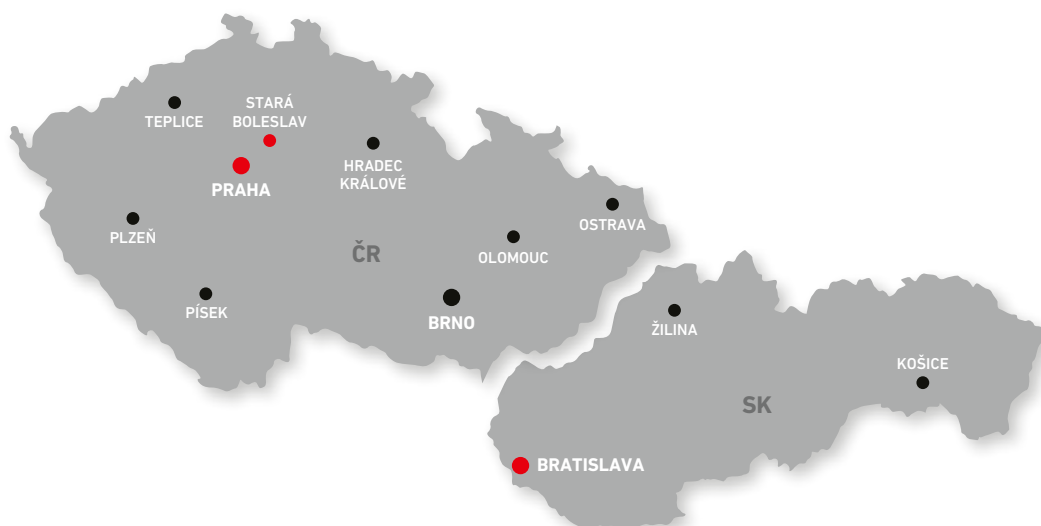 STARÁ
BOLESLAV
TEPLICE
HRADEC
KRÁLOVÉ
PRAHA
OSTRAVA
PLZEŇ
ČR
OLOMOUC
PÍSEK
BRNO
ŽILINA
KOŠICE
SK
BRATISLAVA